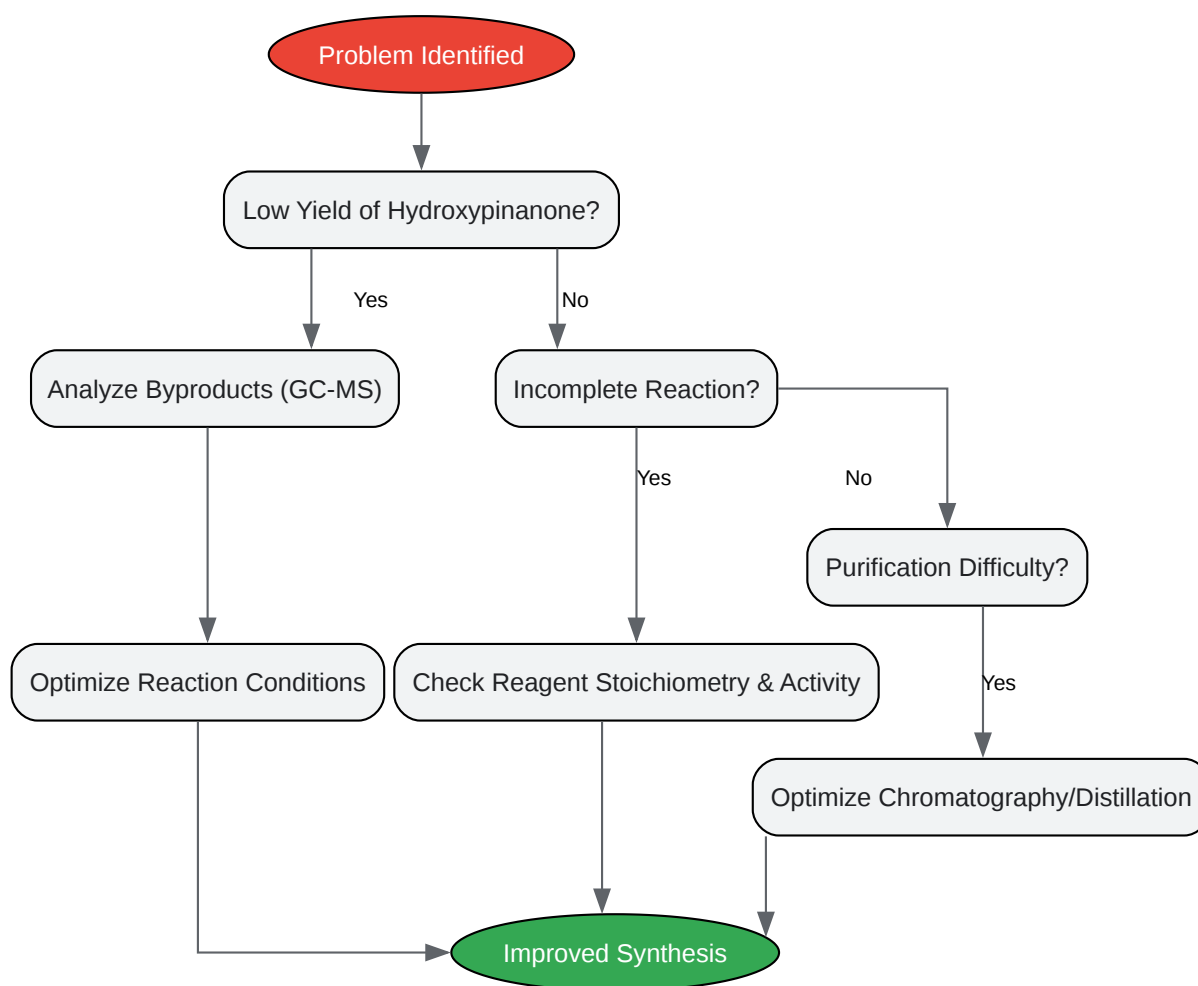 Problem Identified
Low Yield of Hydroxypinanone?
Yes
No
Analyze Byproducts (GC-MS)
Incomplete Reaction?
Yes
No
Purification Difficulty?
Optimize Reaction Conditions
Check Reagent Stoichiometry & Activity
Yes
Optimize Chromatography/Distillation
Improved Synthesis